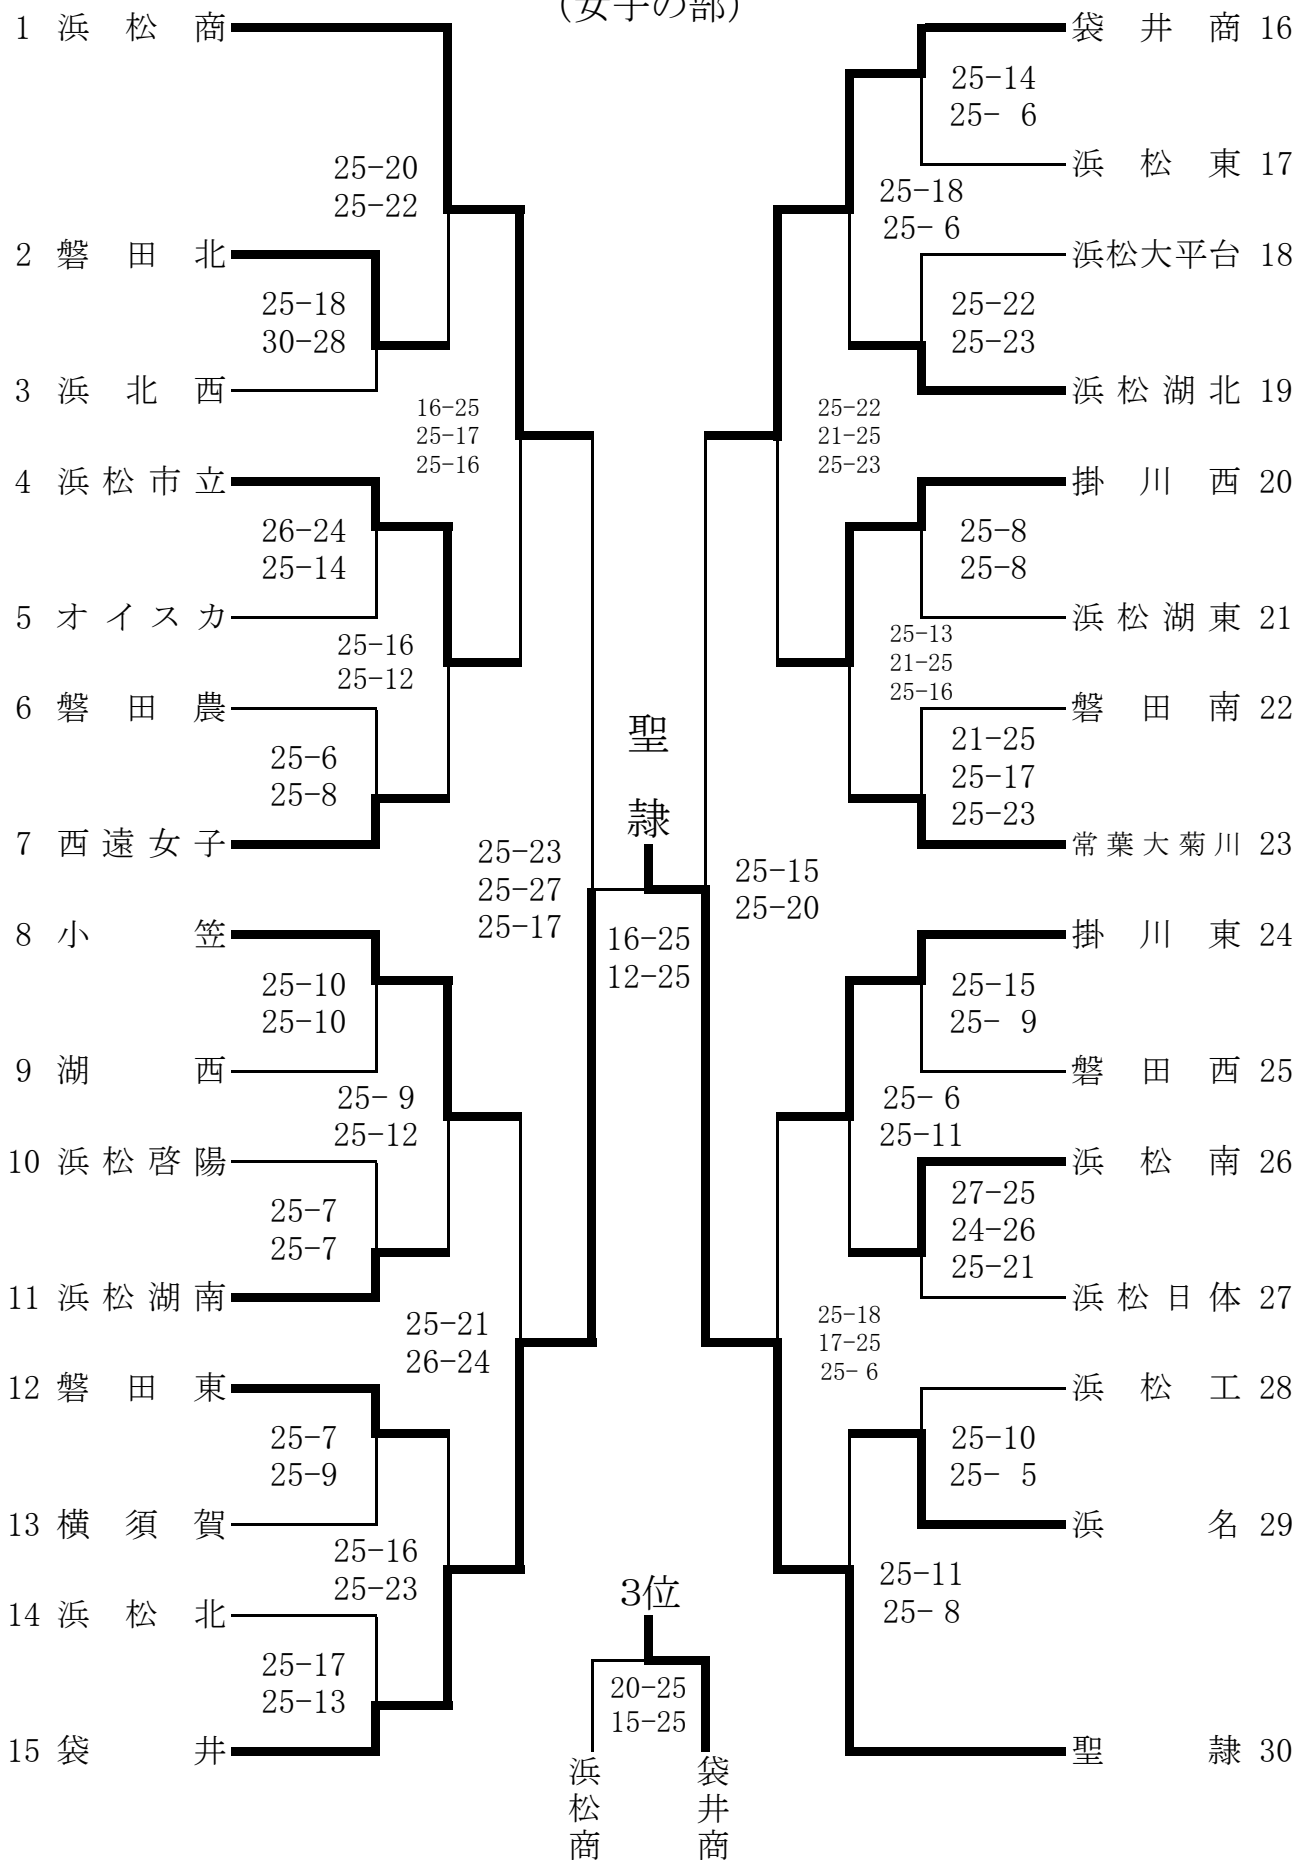 （女子の部）
1 浜松商
25-20
25-22
2 磐田北
25-18
30-28
3 浜北西
16-25
25-17
25-16
4 浜松市立
26-24
25-14
5 オイスカ
25-16
25-12
6 磐田農
25-6
25-8
7 西遠女子
25-23
25-27
25-17
8 小笠
25-10
25-10
9 湖西
25- 9
25-12
10 浜松啓陽
25-7
25-7
11 浜松湖南
25-21
26-24
12 磐田東
25-7
25-9
13 横須賀
25-16
25-23
14 浜松北
25-17
25-13
15 袋井
聖隷
16-25
12-25
3位
20-25
15-25
浜松商
袋井商
袋井商 16
25-14
25- 6
浜松東 17
25-18
25- 6
浜松大平台 18
25-22
25-23
浜松湖北 19
25-22
21-25
25-23
掛川西 20
25-8
25-8
浜松湖東 21
25-13
21-25
25-16
磐田南 22
21-25
25-17
25-23
常葉大菊川 23
25-15
25-20
掛川東 24
25-15
25- 9
磐田西 25
25- 6
25-11
浜松南 26
27-25
24-26
25-21
浜松日体 27
25-18
17-25
25- 6
浜松工 28
25-10
25- 5
浜名 29
25-11
25- 8
聖隷 30